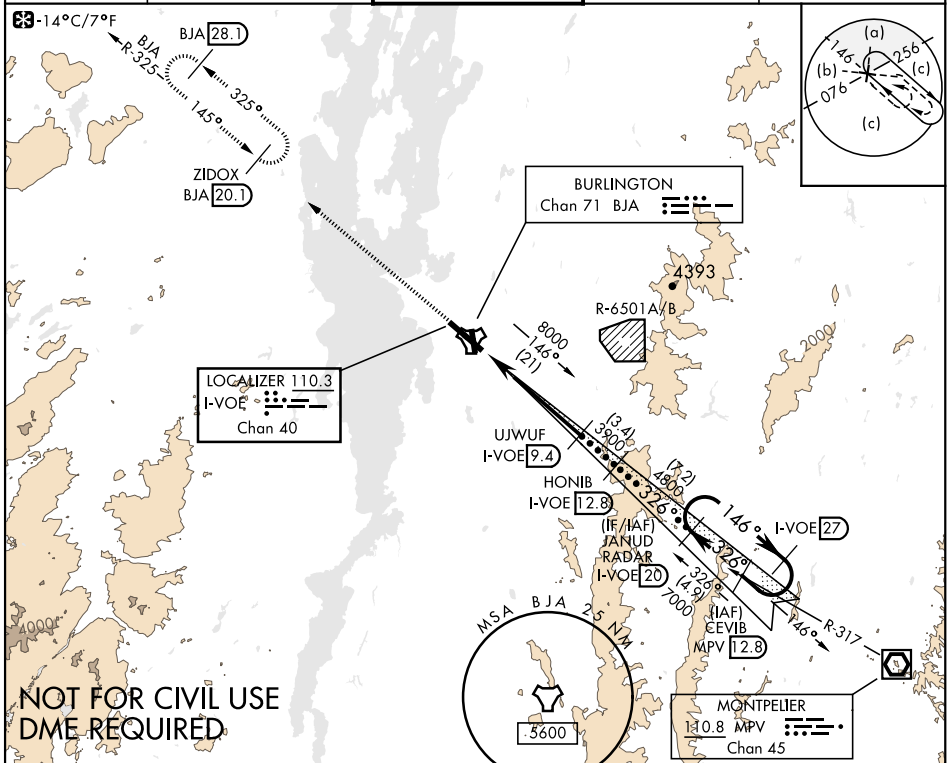 -14°C/7°F
BJA 28.1
BJA
R-325
325°
145°
ZIDOX
BJA 20.1
(a)
146
256
(b)
(c)
076
(c)
BURLINGTON
Chan 71 BJA
4393
R-6501A/B
8000
146°
(21)
2000
LOCALIZER 110.3
I-VOE
Chan 40
UJWUF
I-VOE 9.4
(3.4)
3900
HONIB
I-VOE 12.8
(7.2)
4800
326°
(IF/IAF)
JANUD
RADAR
I-VOE 20
146°
I-VOE 27
326°
326°
(4.9)
7000
(IAF)
CEVIB
MPV 12.8
146°
R-317
4000
MSA BJA 25 NM
5600
NOT FOR CIVIL USE
DME REQUIRED
MONTPELIER
110.8 MPV
Chan 45